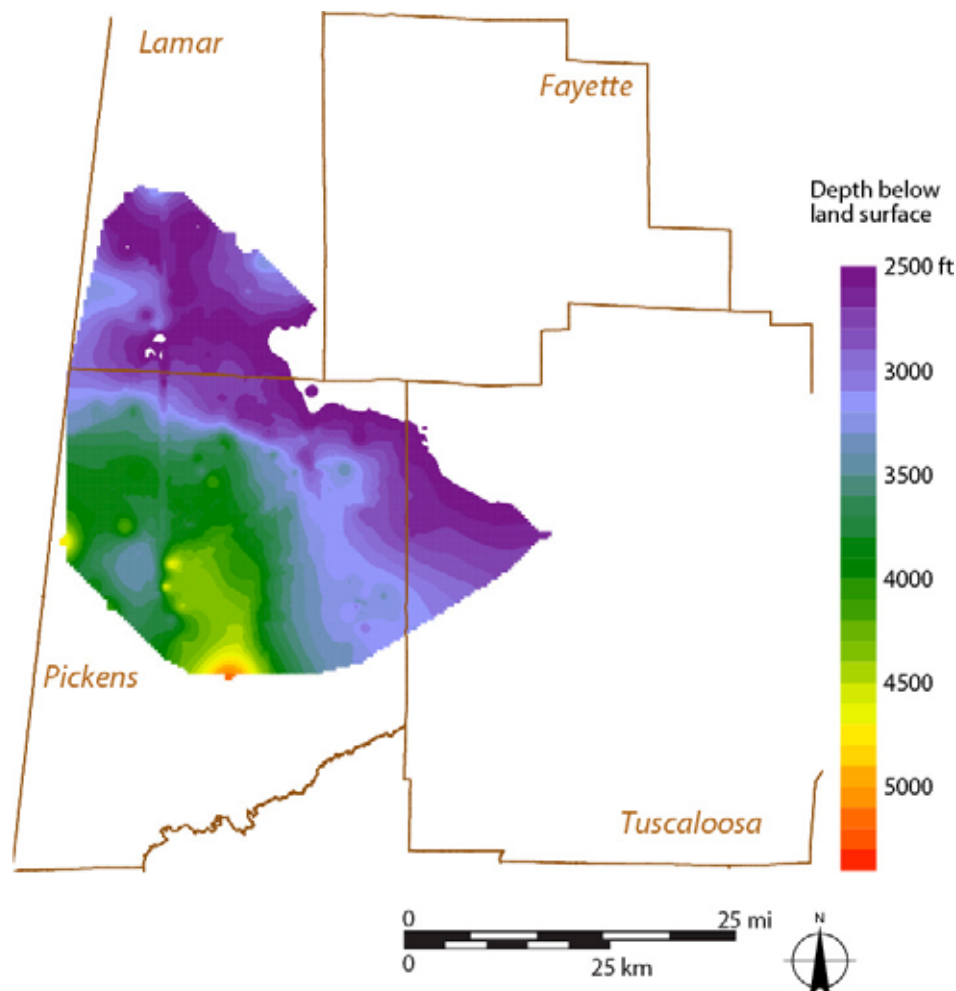 Lamar
Fayette
Depth below
land surface
2500 ft
3000
3500
4000
4500
5000
Pickens
Tuscaloosa
0 25 mi
0 25 km
N